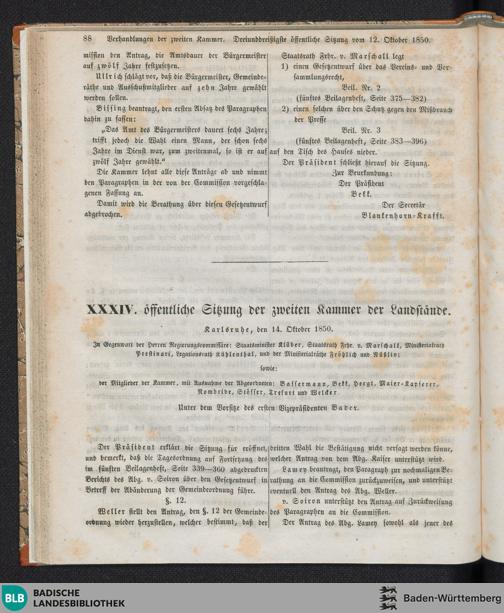 88 Verhandlungen der zweiten Kammer. Dreiunddreißigste öffentliche Sitzung vom 12. Oktober 1850.
mission den Antrag, die Amtsdauer der Bürgermeister
auf zwölf Jahre festzusetzen.
Ullrich schlägt vor, daß die Bürgermeister, Gemeinde-
räthe und Ausschußmitglieder auf zehn Jahre gewählt
werden sollen.
Bissing beantragt, den ersten Absatz des Paragraphen
dahin zu fassen:
„Das Amt des Bürgermeisters dauert sechs Jahre;
trifft jedoch die Wahl einen Mann, der schon sechs
Jahre im Dienst war, zum zweitenmal, so ist er auf
zwölf Jahre gewählt.“
Die Kammer lehnt alle diese Anträge ab und nimmt
den Paragraphen in der von der Commission vorgeschla-
genen Fassung an.
Damit wird die Berathung über diesen Gesetzentwurf
abgebrochen.
Staatsrath Frhr. v. Marschall legt
1) einen Gesetzentwurf über das Vereins- und Ver-
sammlungsrecht,
Beil. Nr. 2
(fünftes Beilagenheft, Seite 375—382)
2) einen solchen über den Schutz gegen den Mißbrauch
der Presse
Beil. Nr. 3
(fünftes Beilagenheft, Seite 383—396)
auf den Tisch des Hauses nieder.
Der Präsident schließt hierauf die Sitzung.
Zur Beurkundung:
Der Präsident
Bekk.
Der Secretär
Blankenhorn-Krafft.
XXXIV. öffentliche Sitzung der zweiten Kammer der Landstände.
Karlsruhe, den 14. Oktober 1850.
In Gegenwart der Herren Regierungskommissäre: Staatsminister Klüber, Staatsrath Frhr. v. Marschall, Ministerialrath
Prestinari, Legationsrath Kühlenthal, und der Ministerialräthe Fröhlich und Nüßlin;
sowie:
der Mitglieder der Kammer, mit Ausnahme der Abgeordneten: Bassermann, Bekk, Hergl, Maier-Kapferer,
Rombride, Stösser, Trefurt und Welcker.
Unter dem Vorsitze des ersten Vizepräsidenten Bader.
Der Präsident erklärt die Sitzung für eröffnet,
und bemerkt, daß die Tagesordnung auf Fortsetzung des
im fünften Beilagenheft, Seite 339—360 abgedruckten
Berichts des Abg. v. Soiron über den Gesetzentwurf in
Betreff der Abänderung der Gemeindeordnung führe.
§. 12.
Weller stellt den Antrag, den §. 12 der Gemeinde-
ordnung wieder herzustellen, welcher bestimmt, daß der
dritten Wahl die Bestätigung nicht versagt werden könne,
welcher Antrag von dem Abg. Kaiser unterstützt wird.
Lamey beantragt, den Paragraph zur nochmaligen Be-
rathung an die Commission zurückzuweisen, und unterstützt
eventuell den Antrag des Abg. Weller.
v. Soiron unterstützt den Antrag auf Zurückweisung
des Paragraphen an die Commission.
Der Antrag des Abg. Lamey sowohl als jener des
BLB BADISCHE
LANDESBIBLIOTHEK
Baden-Württemberg